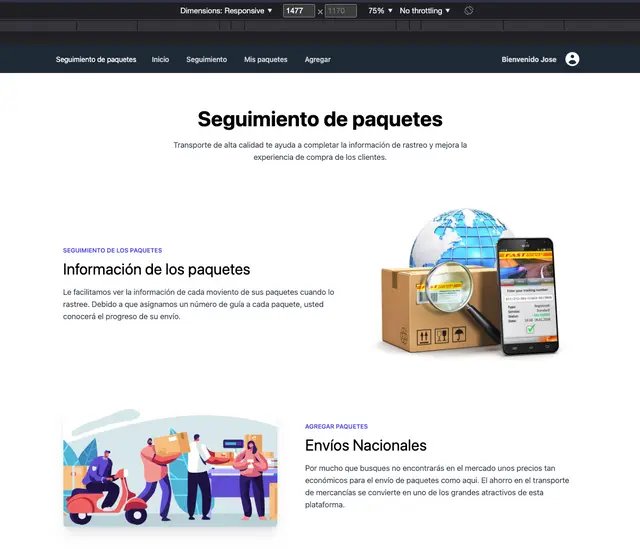 Dimensions: Responsive ▼ 1477 × 1170 75% ▼ No throttling ▼
Seguimiento de paquetes Inicio Seguimiento Mis paquetes Agregar Bienvenido Jose
Seguimiento de paquetes
Transporte de alta calidad te ayuda a completar la información de rastreo y mejora la
experiencia de compra de los clientes.
SEGUIMIENTO DE LOS PAQUETES
Información de los paquetes
Le facilitamos ver la información de cada moviento de sus paquetes cuando lo
rastree. Debido a que asignamos un número de guía a cada paquete, usted
conocerá el progreso de su envío.
FAST
Enter your tracking number
AGREGAR PAQUETES
Envíos Nacionales
Por mucho que busques no encontrarás en el mercado unos precios tan
económicos para el envío de paquetes como aqui. El ahorro en el transporte
de mercancías se convierte en uno de los grandes atractivos de esta
plataforma.